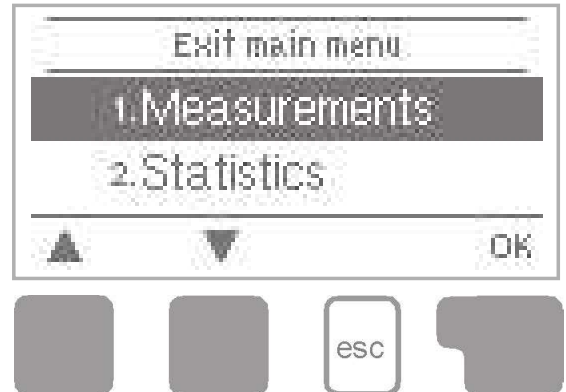 Exit main menu
1.Measurements
2.Statistics
▲ ▼ OK
esc